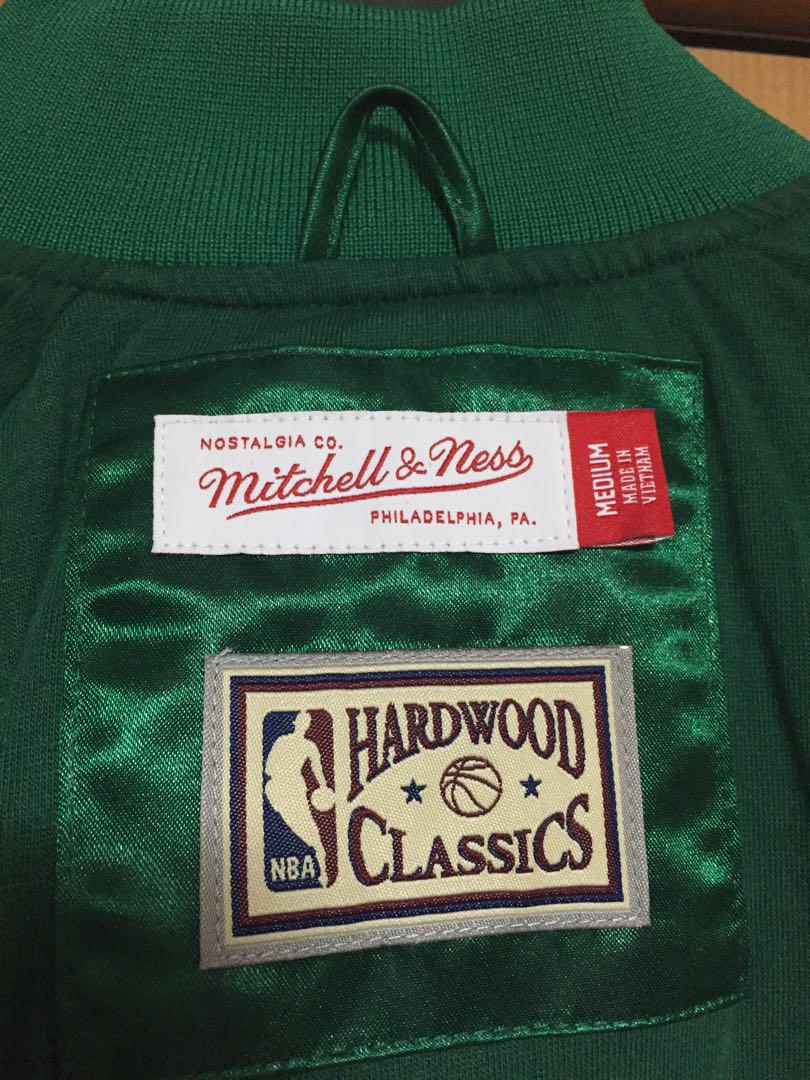 NOSTALGIA CO.
Mitchell & Ness
PHILADELPHIA, PA.
MEDIUM
MADE IN
VIETNAM
HARDWOOD
CLASSICS
NBA